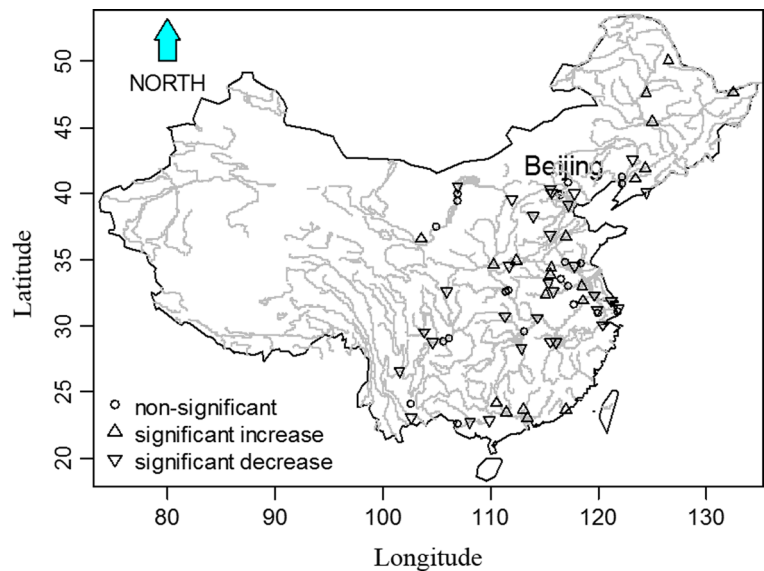 NORTH
Beijing
non-significant
significant increase
significant decrease
50
45
40
35
30
25
20
Latitude
80 90 100 110 120 130
Longitude